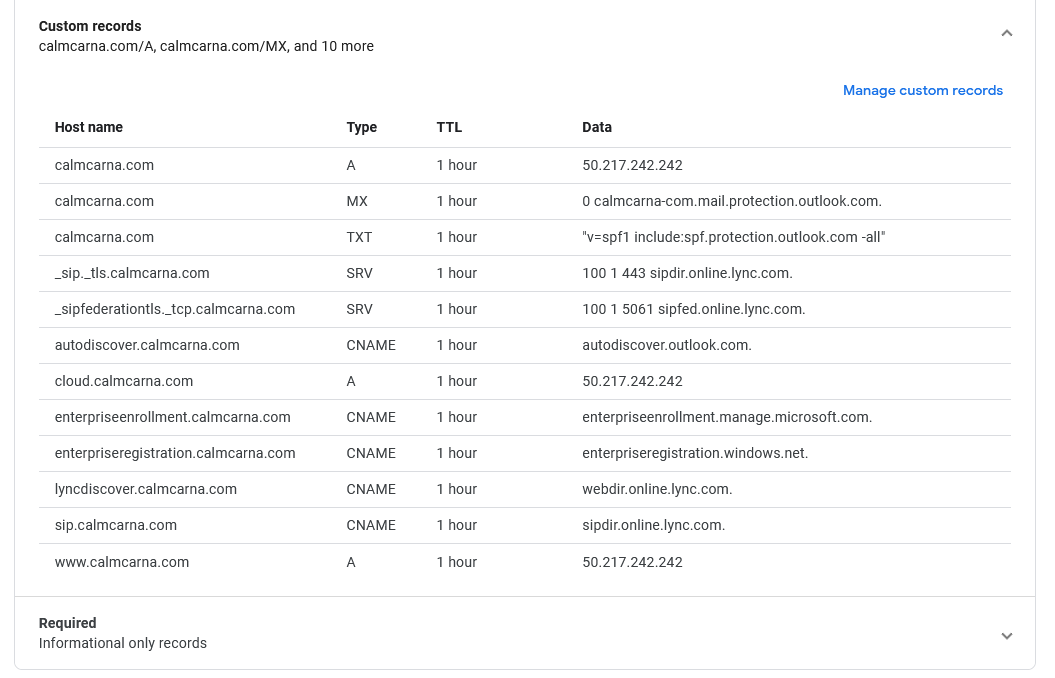 Custom records
calmcarna.com/A, calmcarna.com/MX, and 10 more
Manage custom records
Host name Type TTL Data
calmcarna.com A 1 hour 50.217.242.242
calmcarna.com MX 1 hour 0 calmcarna-com.mail.protection.outlook.com.
calmcarna.com TXT 1 hour "v=spf1 include:spf.protection.outlook.com -all"
_sip._tls.calmcarna.com SRV 1 hour 100 1 443 sipdir.online.lync.com.
_sipfederationtls._tcp.calmcarna.com SRV 1 hour 100 1 5061 sipfed.online.lync.com.
autodiscover.calmcarna.com CNAME 1 hour autodiscover.outlook.com.
cloud.calmcarna.com A 1 hour 50.217.242.242
enterpriseenrollment.calmcarna.com CNAME 1 hour enterpriseenrollment.manage.microsoft.com.
enterpriseregistration.calmcarna.com CNAME 1 hour enterpriseregistration.windows.net.
lyncdiscover.calmcarna.com CNAME 1 hour webdir.online.lync.com.
sip.calmcarna.com CNAME 1 hour sipdir.online.lync.com.
www.calmcarna.com A 1 hour 50.217.242.242
Required
Informational only records